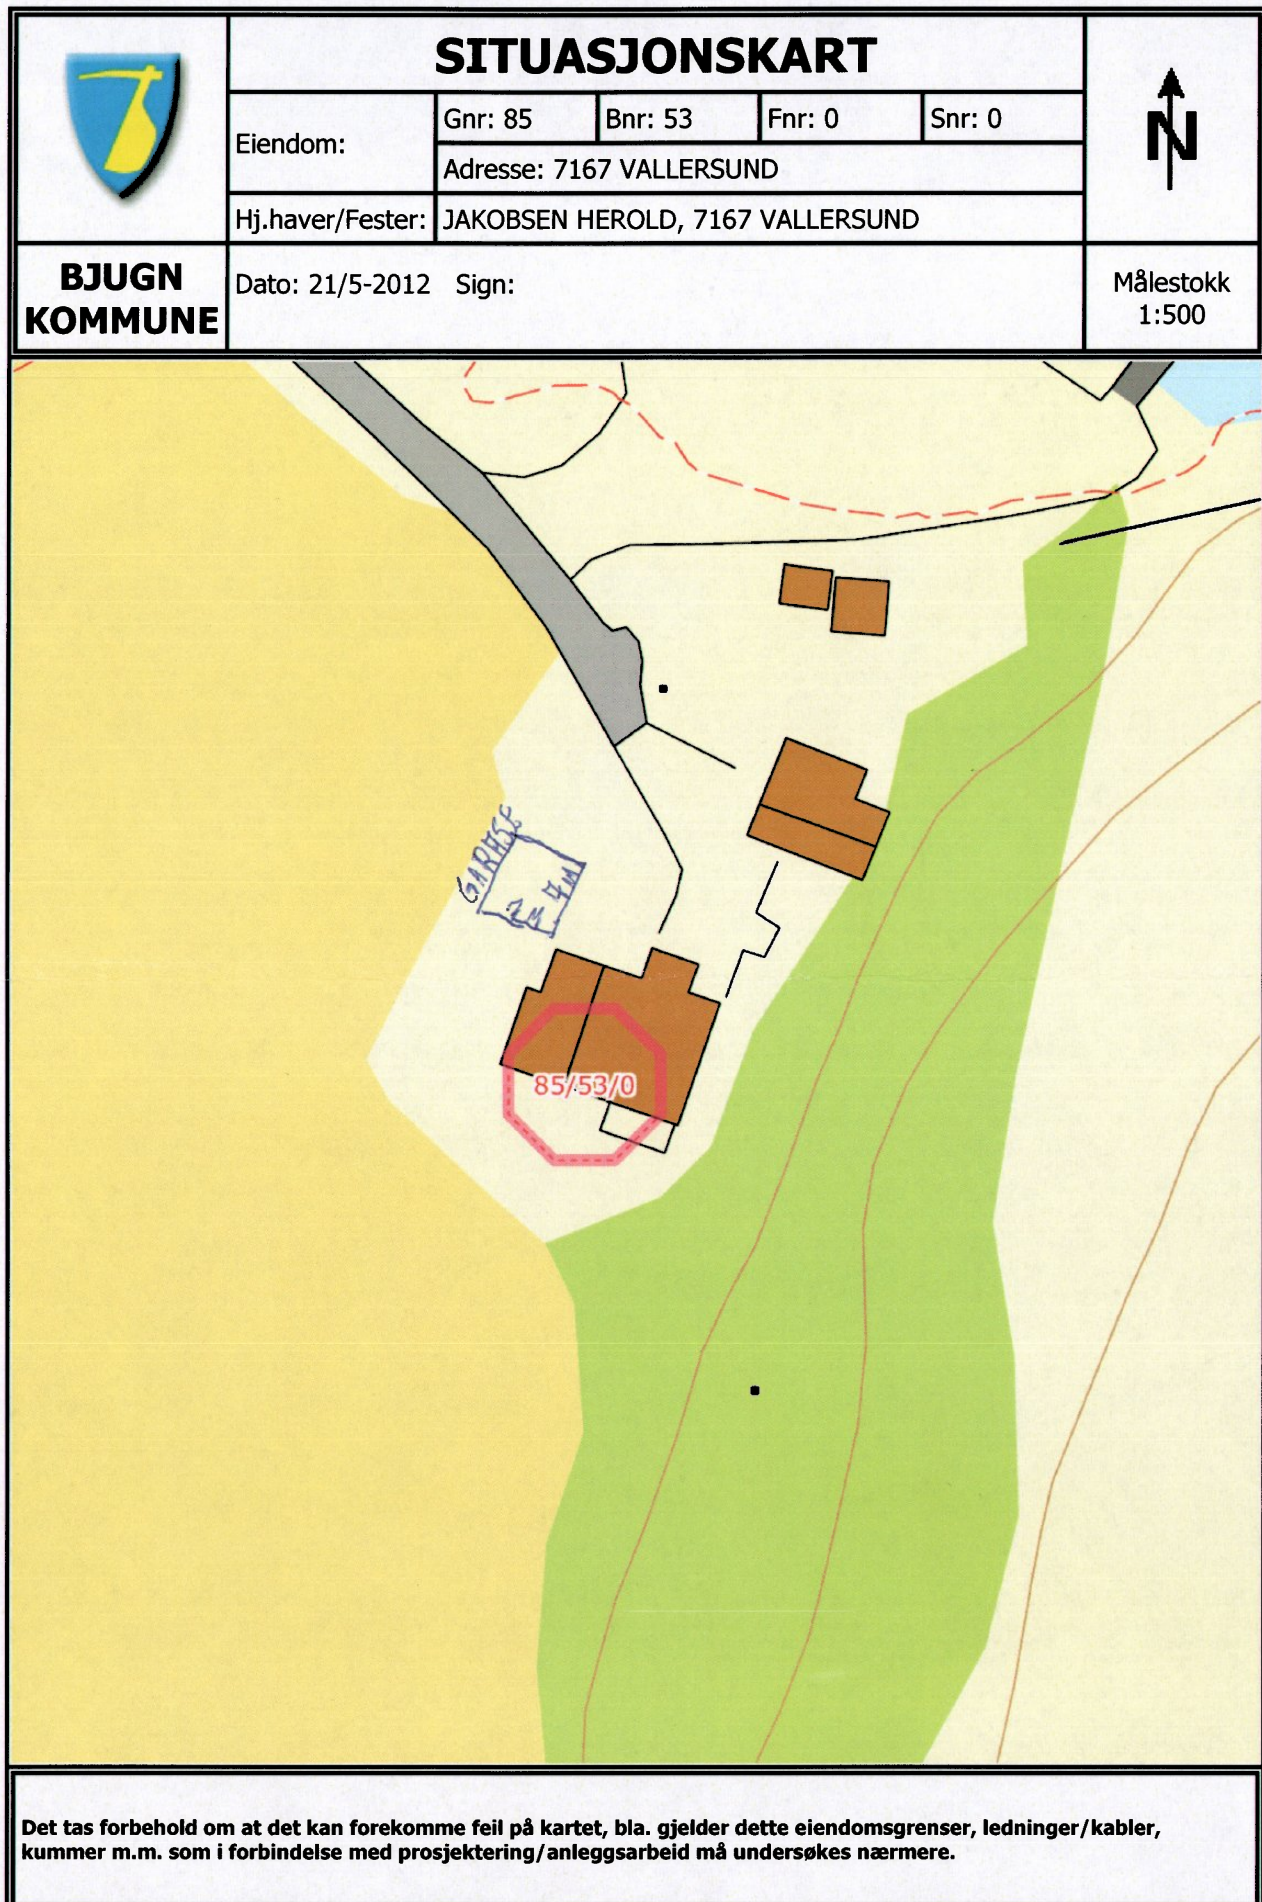 SITUASJONSKART
Eiendom:
Gnr: 85
Bnr: 53
Fnr: 0
Snr: 0
Adresse: 7167 VALLERSUND
Hj.haver/Fester:
JAKOBSEN HEROLD, 7167 VALLERSUND
N
BJUGN
KOMMUNE
Dato: 21/5-2012 Sign:
Målestokk
1:500
GARASE
7M
85/53/0
Det tas forbehold om at det kan forekomme feil på kartet, bla. gjelder dette eiendomsgrenser, ledninger/kabler,
kummer m.m. som i forbindelse med prosjektering/anleggsarbeid må undersøkes nærmere.